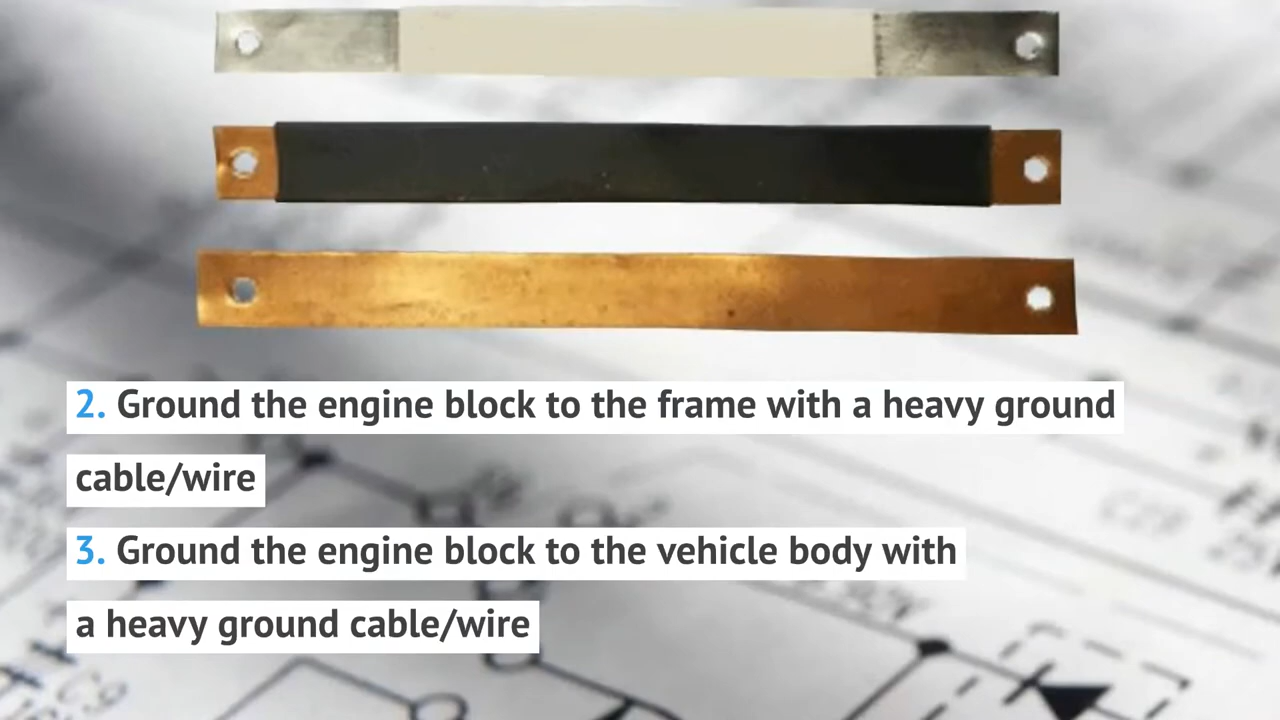 2. Ground the engine block to the frame with a heavy ground
cable/wire
3. Ground the engine block to the vehicle body with
a heavy ground cable/wire